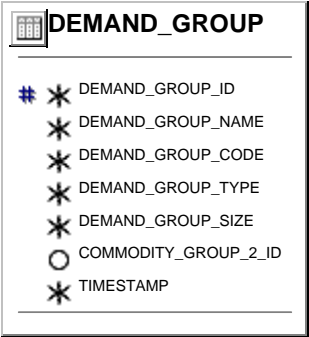 DEMAND_GROUP
# * DEMAND_GROUP_ID
* DEMAND_GROUP_NAME
* DEMAND_GROUP_CODE
* DEMAND_GROUP_TYPE
* DEMAND_GROUP_SIZE
O COMMODITY_GROUP_2_ID
* TIMESTAMP